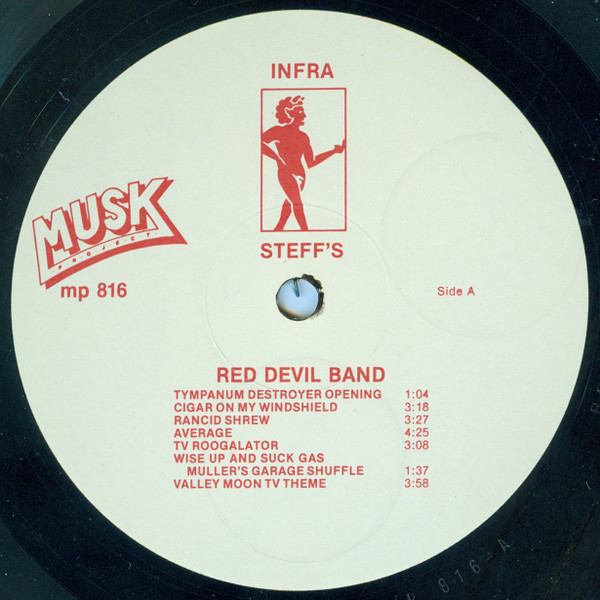 INFRA
STEFF'S
MUSK
PROJECT
mp 816
Side A
RED DEVIL BAND
TYMPANUM DESTROYER OPENING 1:04
CIGAR ON MY WINDSHIELD 3:18
RANCID SHREW 3:27
AVERAGE 4:25
TV ROOGALATOR 3:08
WISE UP AND SUCK GAS
MULLER'S GARAGE SHUFFLE 1:37
VALLEY MOON TV THEME 3:58
816-A